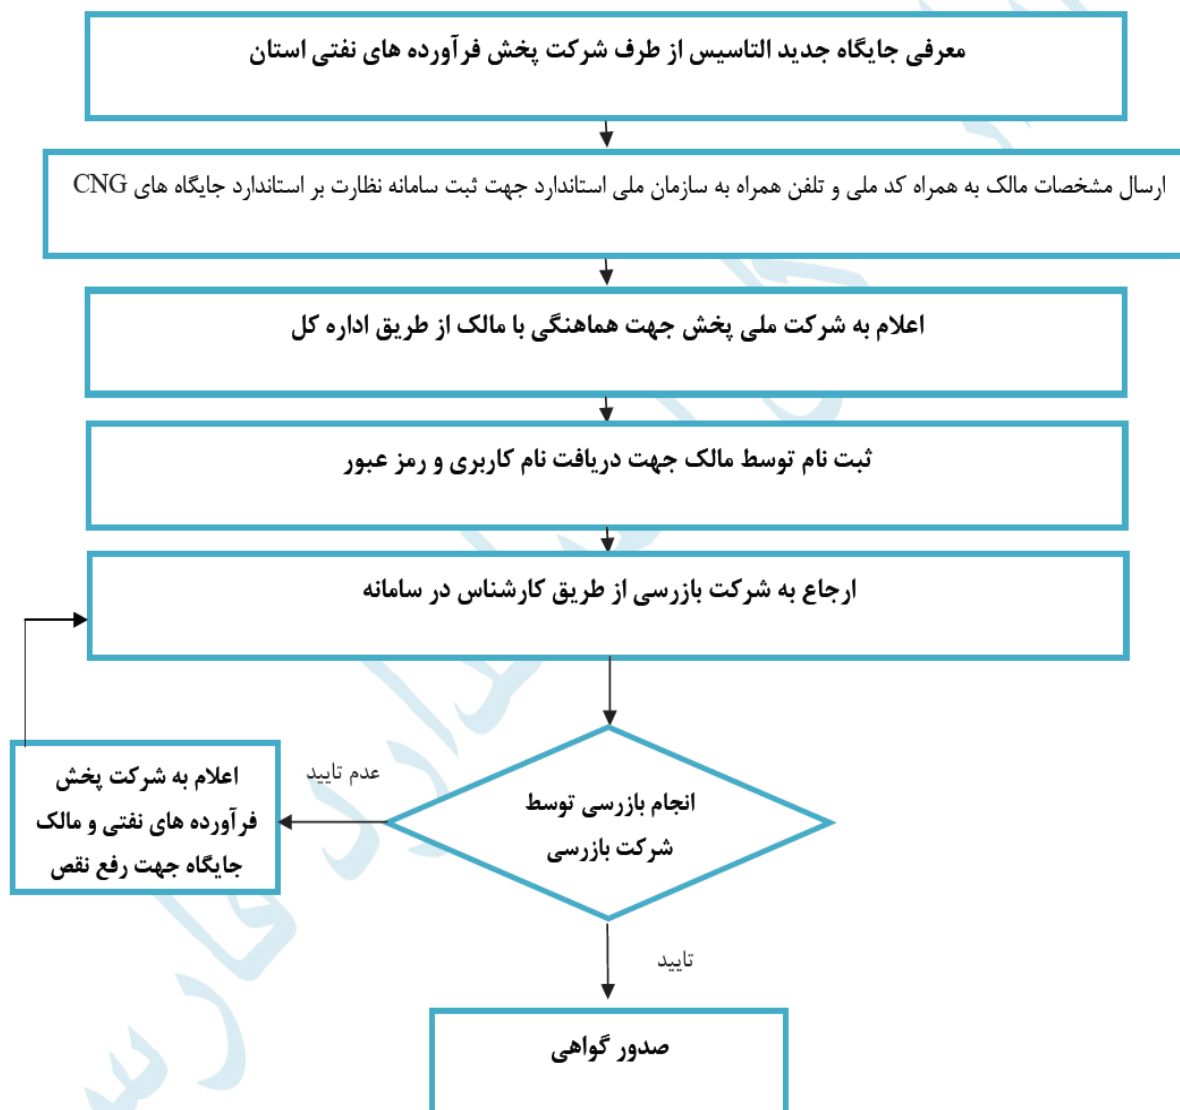 معرفی جایگاه جدید التاسیس از طرف شرکت پخش فرآورده های نفتی استان
ارسال مشخصات مالک به همراه کد ملی و تلفن همراه به سازمان ملی استاندارد جهت ثبت سامانه نظارت بر استاندارد جایگاه های CNG
اعلام به شرکت ملی پخش جهت هماهنگی با مالک از طریق اداره کل
ثبت نام توسط مالک جهت دریافت نام کاربری و رمز عبور
ارجاع به شرکت بازرسی از طریق کارشناس در سامانه
انجام بازرسی توسط
شرکت بازرسی
عدم تایید
اعلام به شرکت پخش
فرآورده های نفتی و مالک
جایگاه جهت رفع نقص
تایید
صدور گواهی